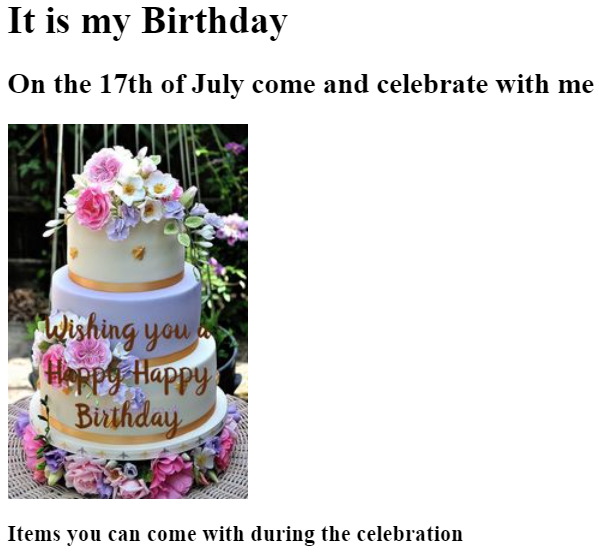 It is my Birthday
On the 17th of July come and celebrate with me
Wishing you a
Happy Happy
Birthday
Items you can come with during the celebration